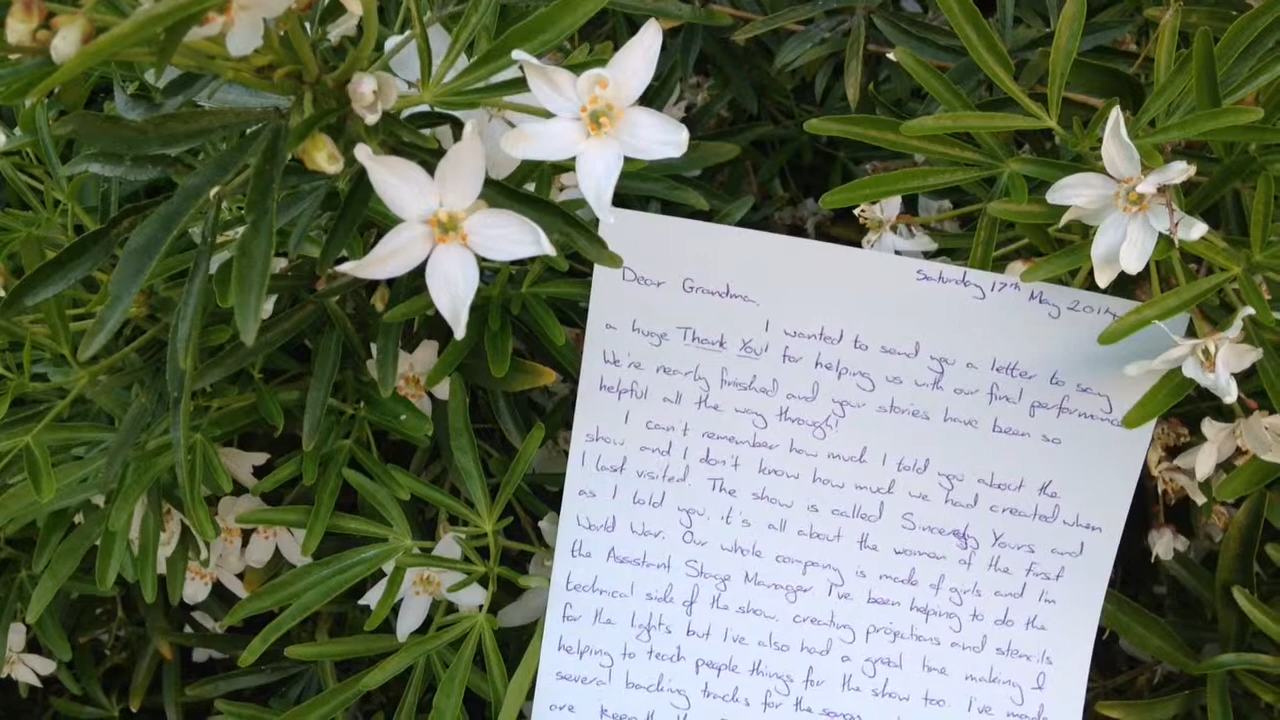 Saturday 17th May 2014
Dear Grandma,
I wanted to send you a letter to say
a huge Thank You! for helping us with our final performance
We're nearly finished and your stories have been so
helpful all the way through!
I can't remember how much I told you about the
show and I don't know how much we had created when
I last visited. The show is called Sincerely Yours and
as I told you, it's all about the women of the first
World War. Our whole company is made of girls and I'm
the Assistant Stage Manager. I've been helping to do the
technical side of the show, creating projections and stencils
for the lights but I've also had a great time making &
helping to teach people things for the show too. I've made
several backing tracks for the songs
are keep the